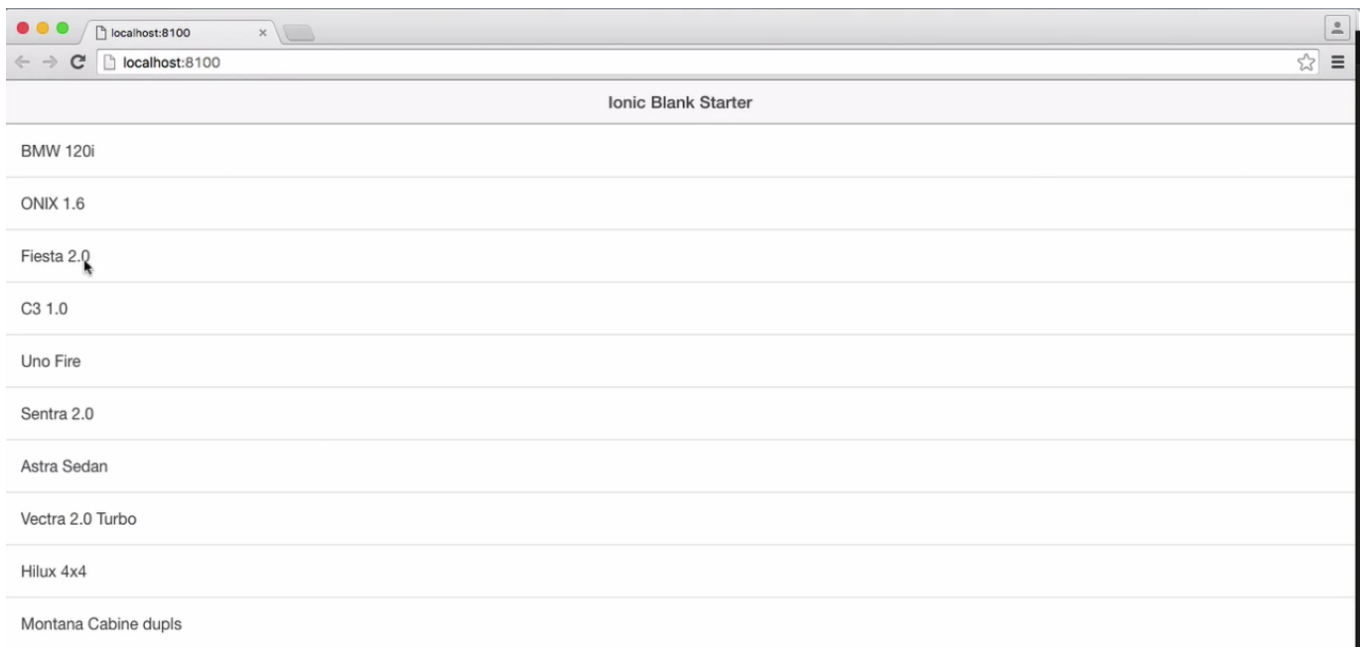 localhost:8100
localhost:8100
Ionic Blank Starter
BMW 120i
ONIX 1.6
Fiesta 2.0
C3 1.0
Uno Fire
Sentra 2.0
Astra Sedan
Vectra 2.0 Turbo
Hilux 4x4
Montana Cabine dupls